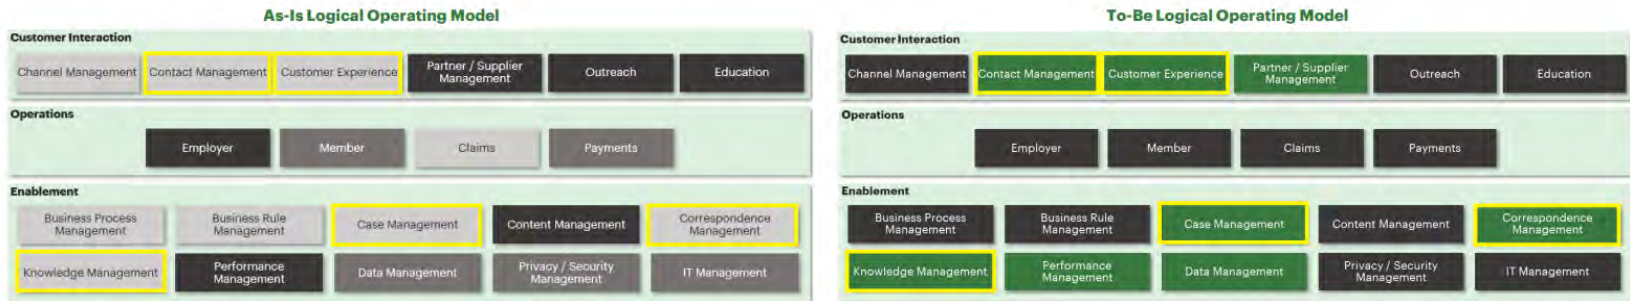 As-Is Logical Operating Model
Customer Interaction
Channel Management
Contact Management
Customer Experience
Partner / Supplier
Management
Outreach
Education
Operations
Employer
Member
Claims
Payments
Enablement
Business Process
Management
Business Rule
Management
Case Management
Content Management
Correspondence
Management
Knowledge Management
Performance
Management
Data Management
Privacy / Security
Management
IT Management
To-Be Logical Operating Model
Customer Interaction
Channel Management
Contact Management
Customer Experience
Partner / Supplier
Management
Outreach
Education
Operations
Employer
Member
Claims
Payments
Enablement
Business Process
Management
Business Rule
Management
Case Management
Content Management
Correspondence
Management
Knowledge Management
Performance
Management
Data Management
Privacy / Security
Management
IT Management